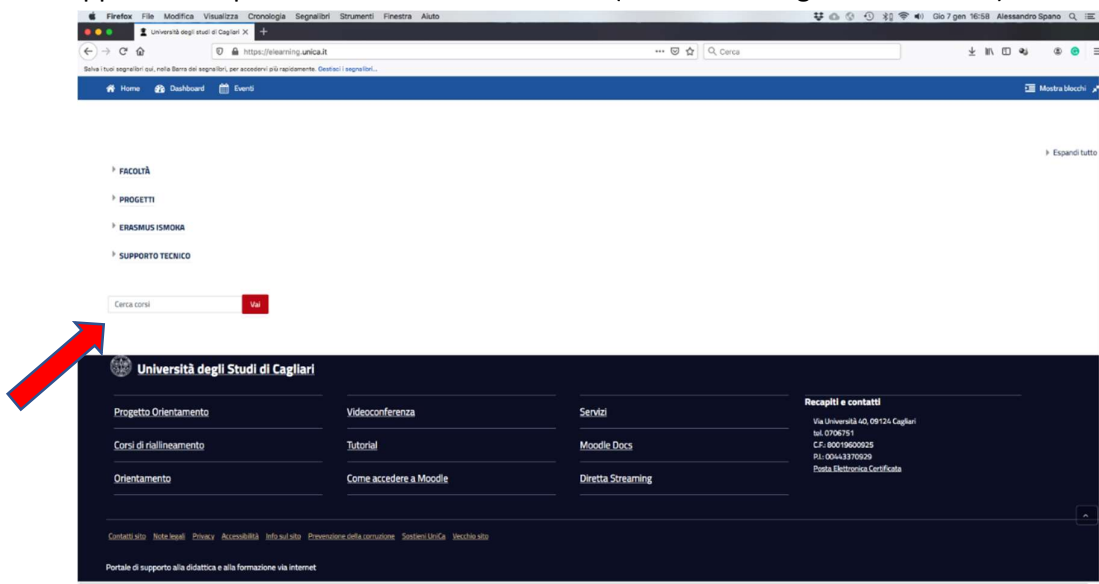 Firefox File Modifica Visualizza Cronologia Segnalibri Strumenti Finestra Aiuto Gio 7 gen 16:58 Alessandro Spano
Università degli studi di Cagliari
https://elearning.unica.it Cerca
Salva i tuoi segnalibri qui, nella Barra dei segnalibri, per accedervi più rapidamente. Gestisci i segnalibri...
Home Dashboard Eventi Mostra blocchi
Espandi tutto
FACOLTÀ
PROGETTI
ERASMUS ISMOKA
SUPPORTO TECNICO
Cerca corsi Vai
Università degli Studi di Cagliari
Progetto Orientamento Videoconferenza Servizi
Corsi di riallineamento Tutorial Moodle Docs
Orientamento Come accedere a Moodle Diretta Streaming
Recapiti e contatti
Via Università 40, 09124 Cagliari
tel. 0706751
C.F.: 80019600925
P.I.: 00443370929
Posta Elettronica Certificata
Contatti sito Note legali Privacy Accessibilità Info sul sito Prevenzione della corruzione Sostieni UniCa Vecchio sito
Portale di supporto alla didattica e alla formazione via internet